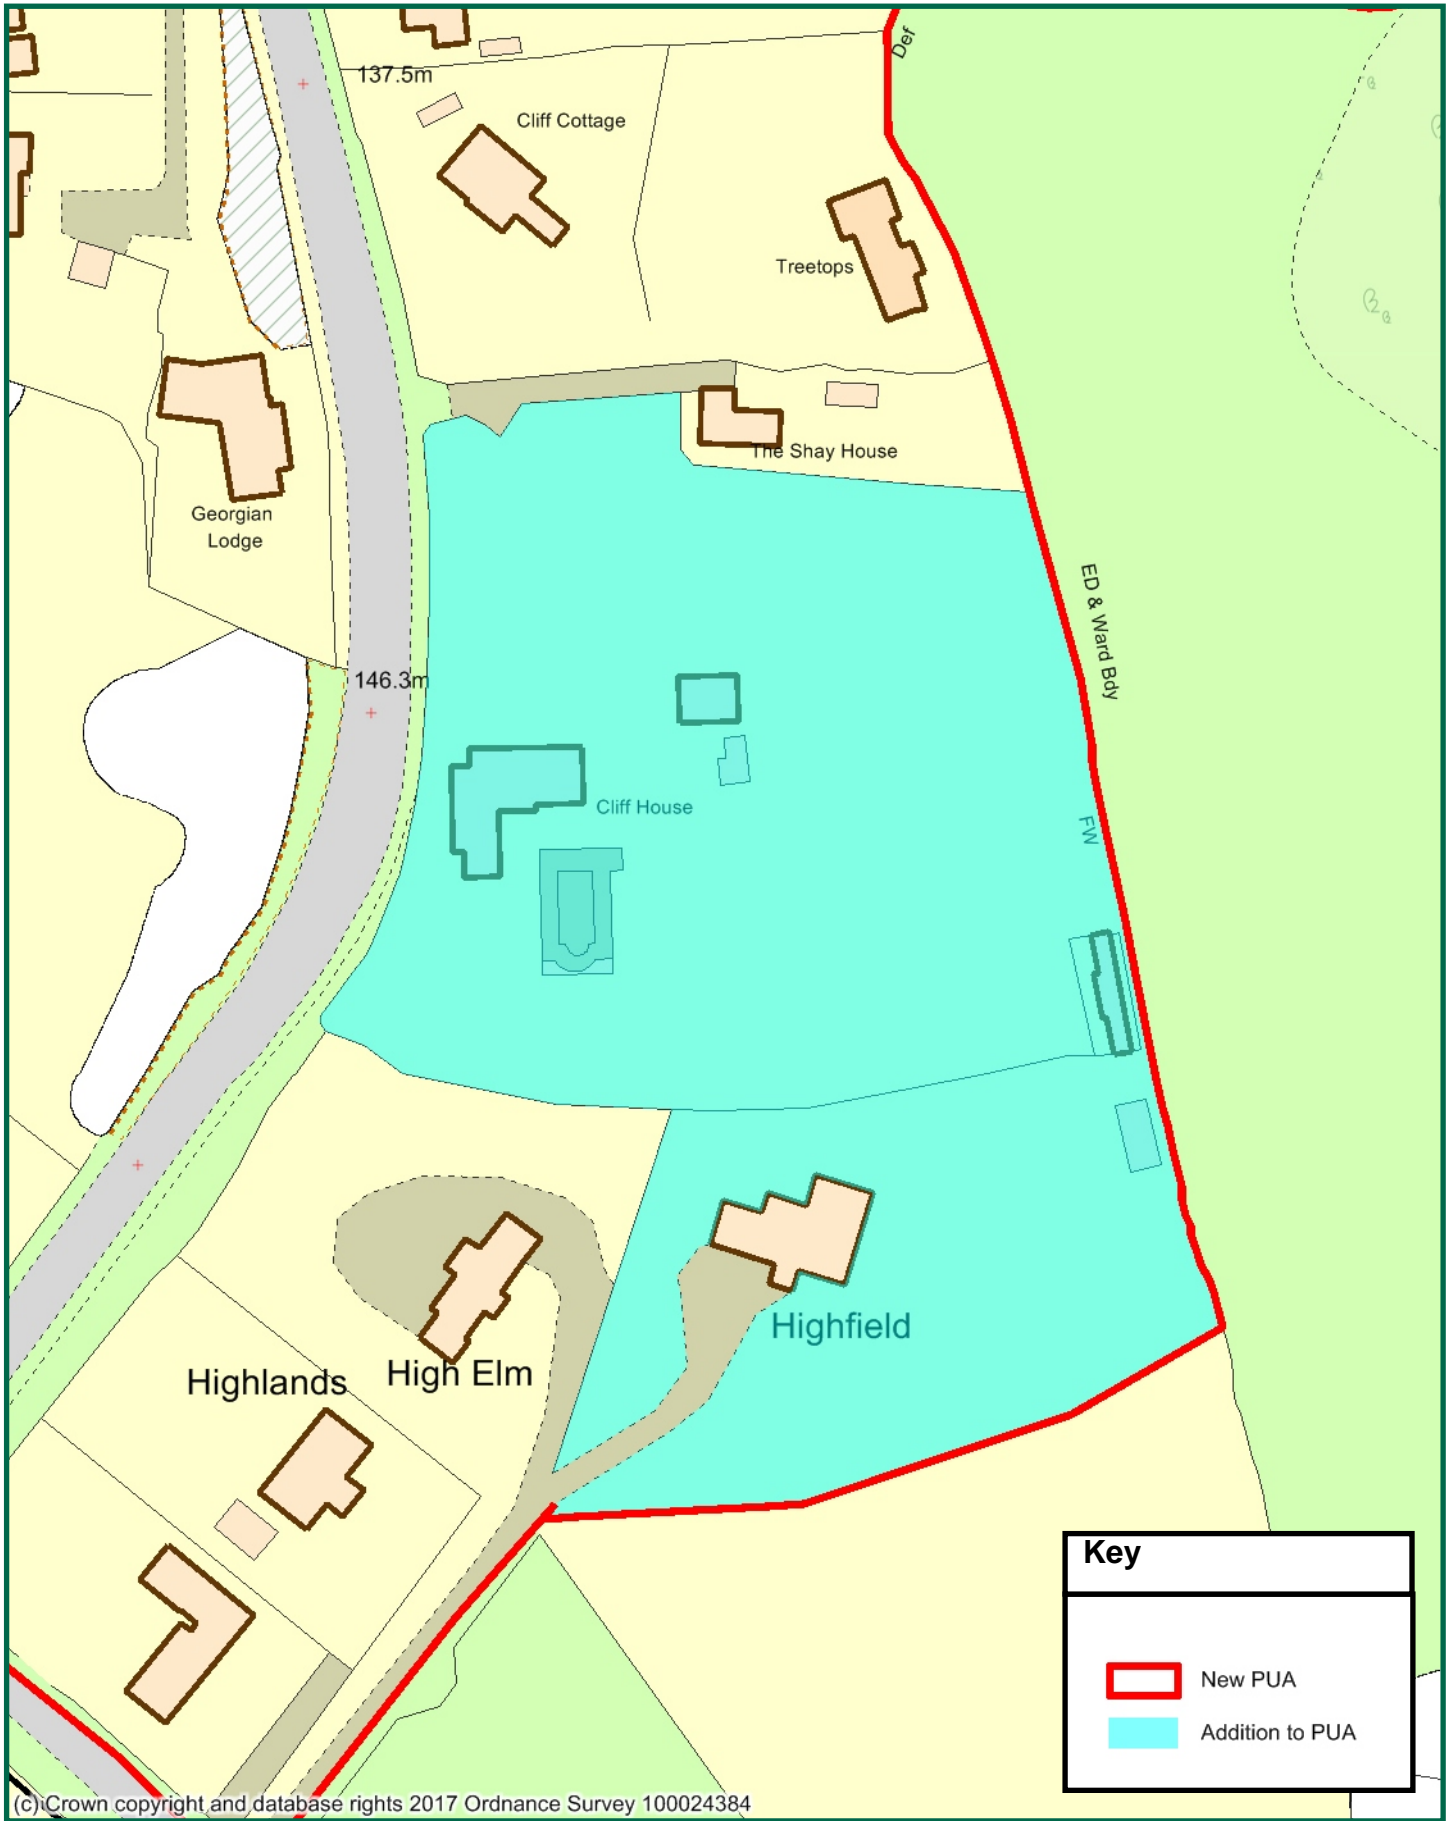 Def
137.5m
Cliff Cottage
Treetops
The Shay House
Georgian
Lodge
ED & Ward Bdy
146.3m
Cliff House
FW
Highfield
High Elm
Highlands
Key
New PUA
Addition to PUA
(c) Crown copyright and database rights 2017 Ordnance Survey 100024384